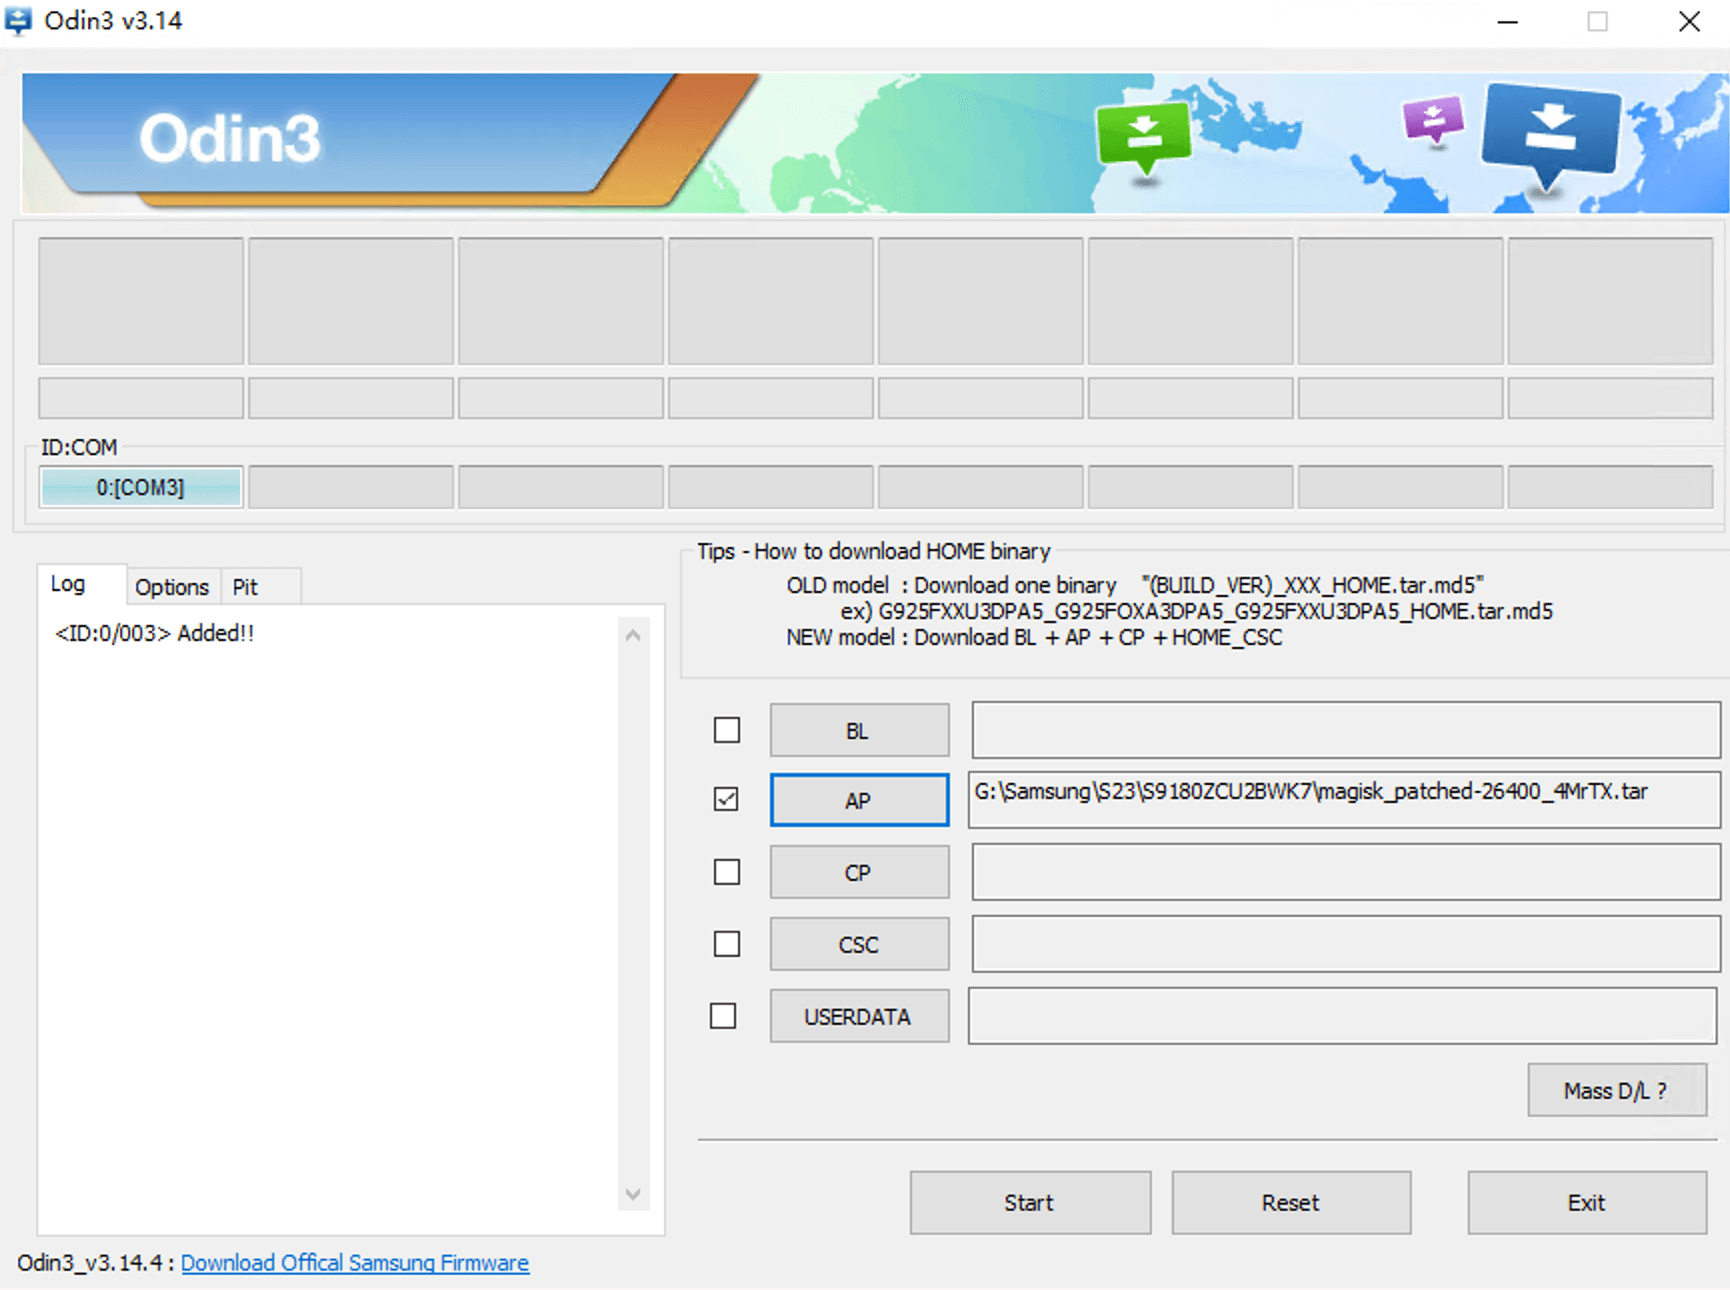 Odin3 v3.14
Odin3
ID:COM
0:[COM3]
Tips - How to download HOME binary
OLD model : Download one binary "(BUILD_VER)_XXX_HOME.tar.md5"
ex) G925FXXU3DPA5_G925FOXA3DPA5_G925FXXU3DPA5_HOME.tar.md5
NEW model : Download BL + AP + CP + HOME_CSC
Log Options Pit
<ID:0/003> Added!!
BL
AP G:\Samsung\S23\S9180ZCU2BWK7\magisk_patched-26400_4MrTX.tar
CP
CSC
USERDATA
Mass D/L ?
Start Reset Exit
Odin3_v3.14.4 : Download Offical Samsung Firmware